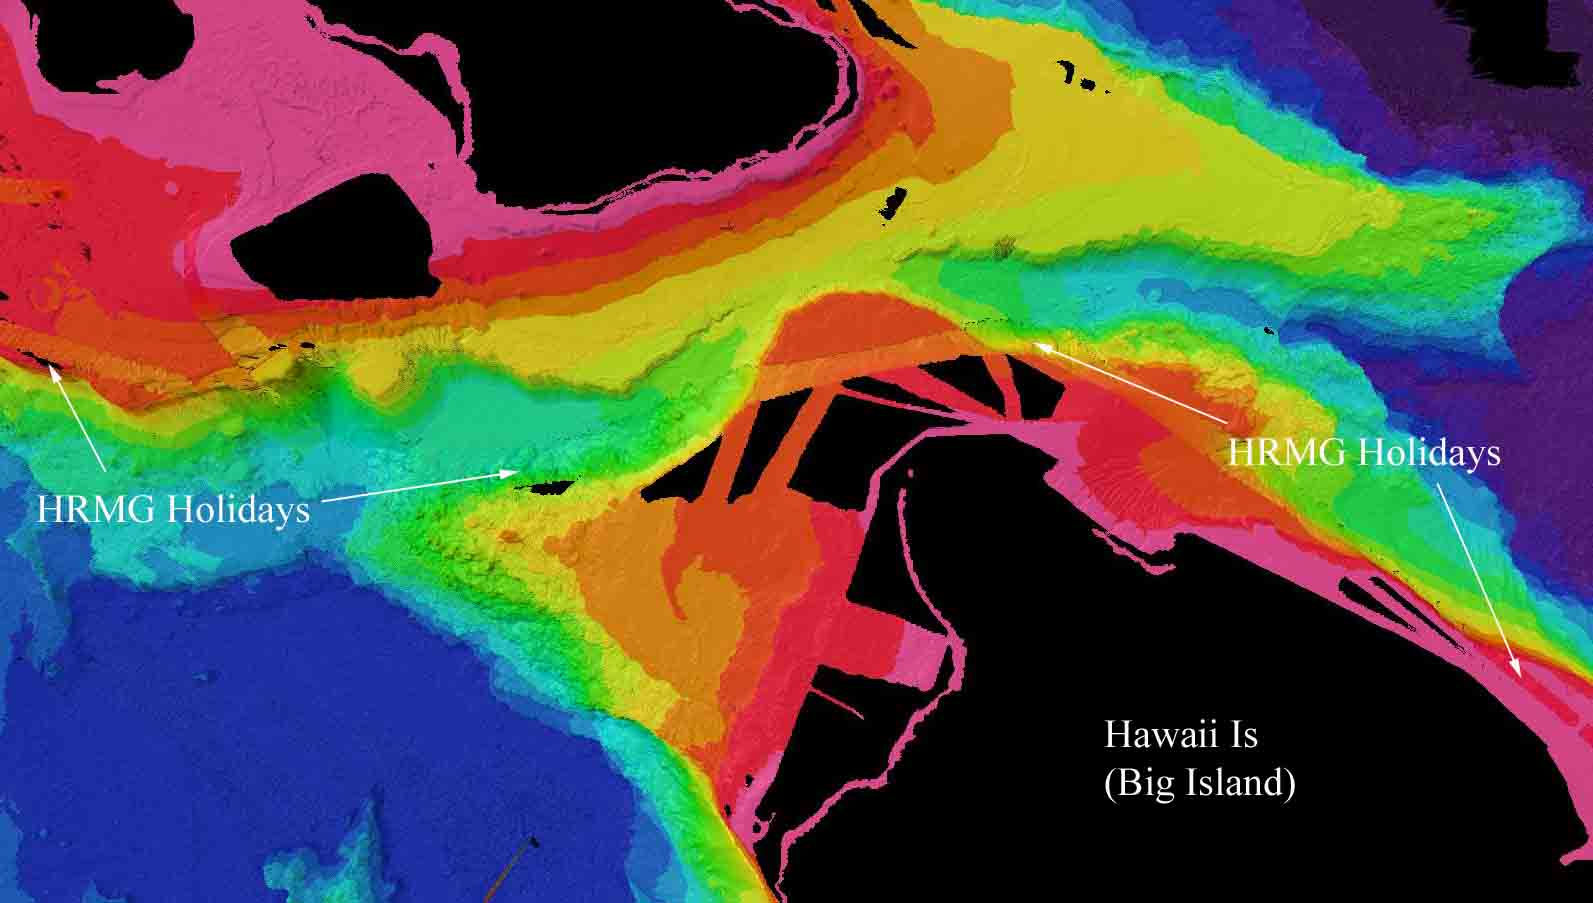 HRMG Holidays
HRMG Holidays
Hawaii Is
(Big Island)